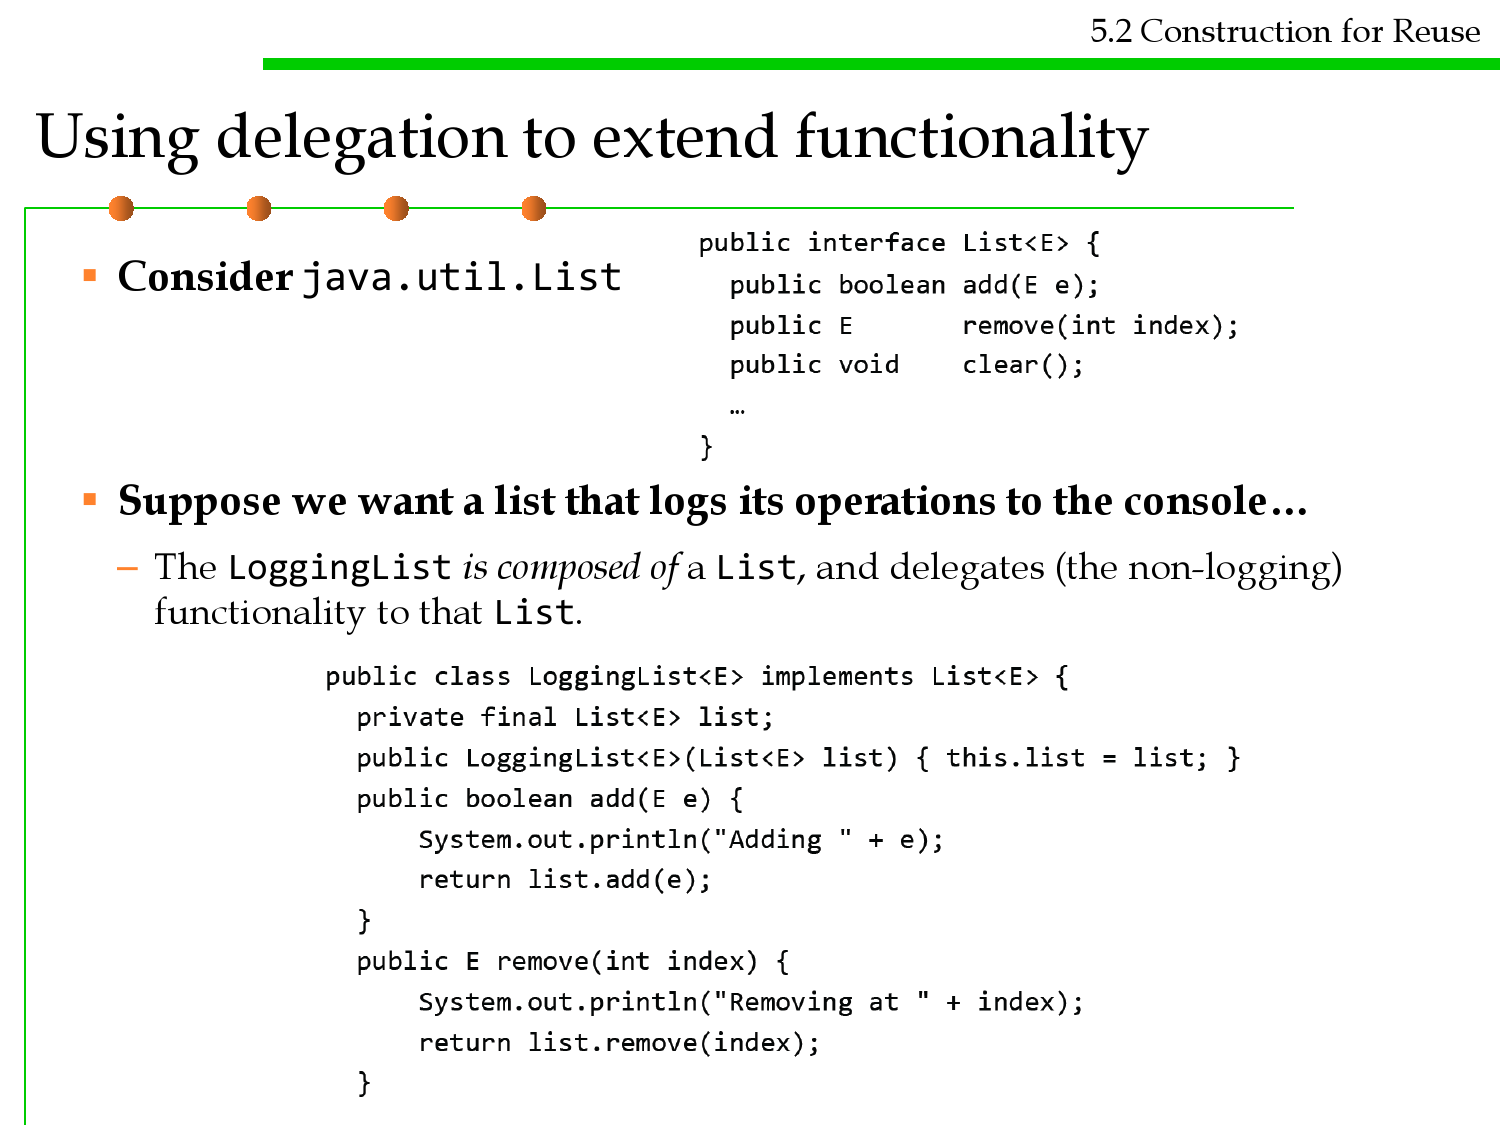 5.2 Construction for Reuse
Using delegation to extend functionality
▪ Consider java.util.List
public interface List<E> {
  public boolean add(E e);
  public E       remove(int index);
  public void    clear();
  …
}
▪ Suppose we want a list that logs its operations to the console…
– The LoggingList is composed of a List, and delegates (the non-logging)
functionality to that List.
public class LoggingList<E> implements List<E> {
  private final List<E> list;
  public LoggingList<E>(List<E> list) { this.list = list; }
  public boolean add(E e) {
      System.out.println("Adding " + e);
      return list.add(e);
  }
  public E remove(int index) {
      System.out.println("Removing at " + index);
      return list.remove(index);
  }